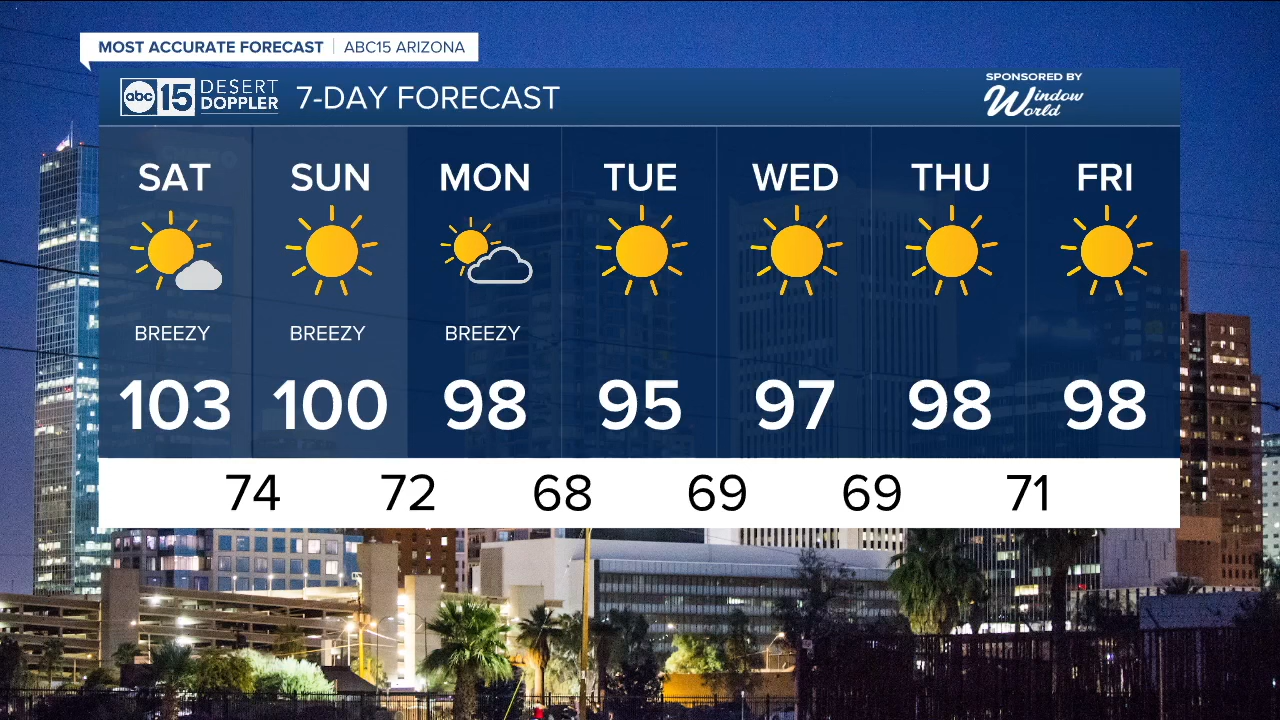 MOST ACCURATE FORECAST | ABC15 ARIZONA
abc 15 DESERT DOPPLER 7-DAY FORECAST
SPONSORED BY
Window World
SAT SUN MON TUE WED THU FRI
BREEZY BREEZY BREEZY
103 100 98 95 97 98 98
74 72 68 69 69 71